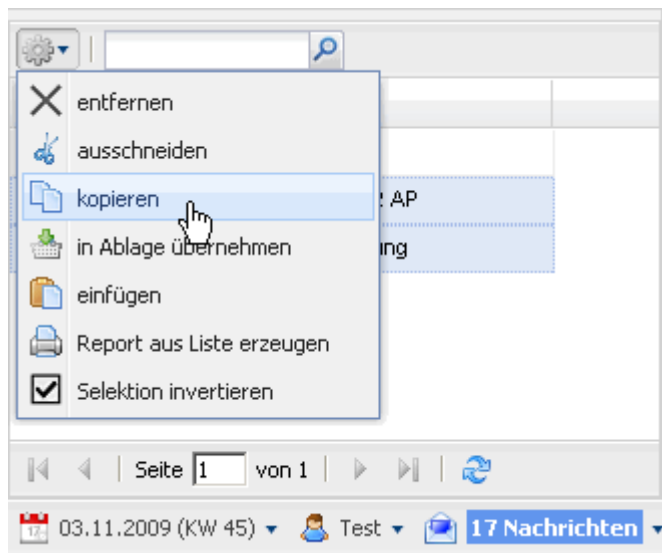 entfernen
ausschneiden
kopieren
AP
in Ablage übernehmen
ung
einfügen
Report aus Liste erzeugen
Selektion invertieren
Seite 1 von 1
17 03.11.2009 (KW 45) Test 17 Nachrichten